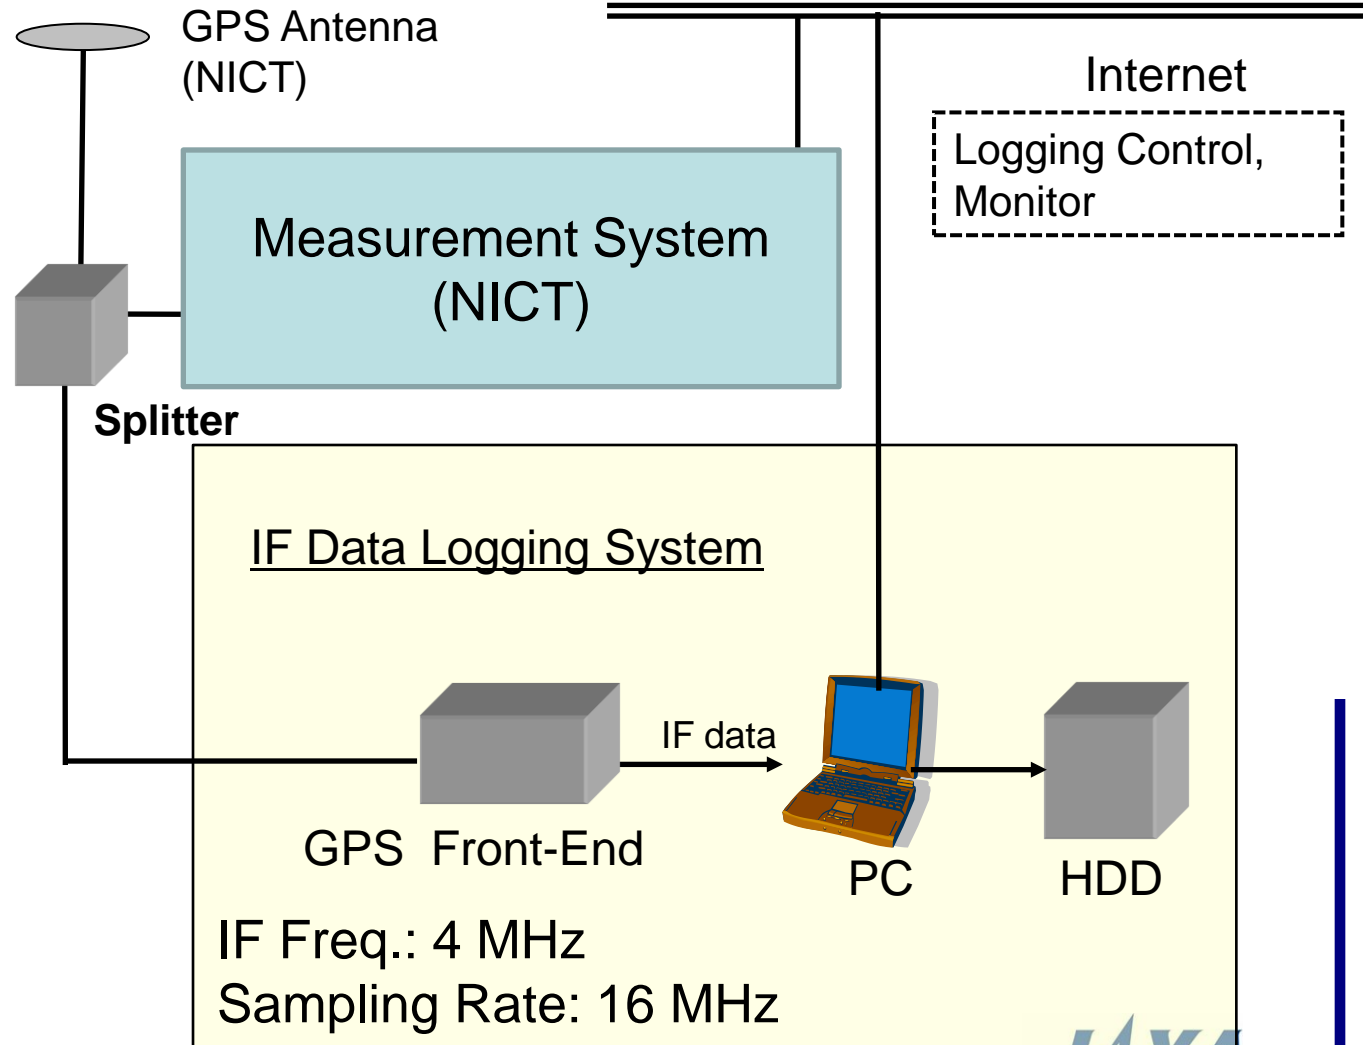 GPS Antenna
(NICT)
Internet
Logging Control,
Monitor
Measurement System
(NICT)
Splitter
IF Data Logging System
IF data
GPS Front-End
PC
HDD
IF Freq.: 4 MHz
Sampling Rate: 16 MHz